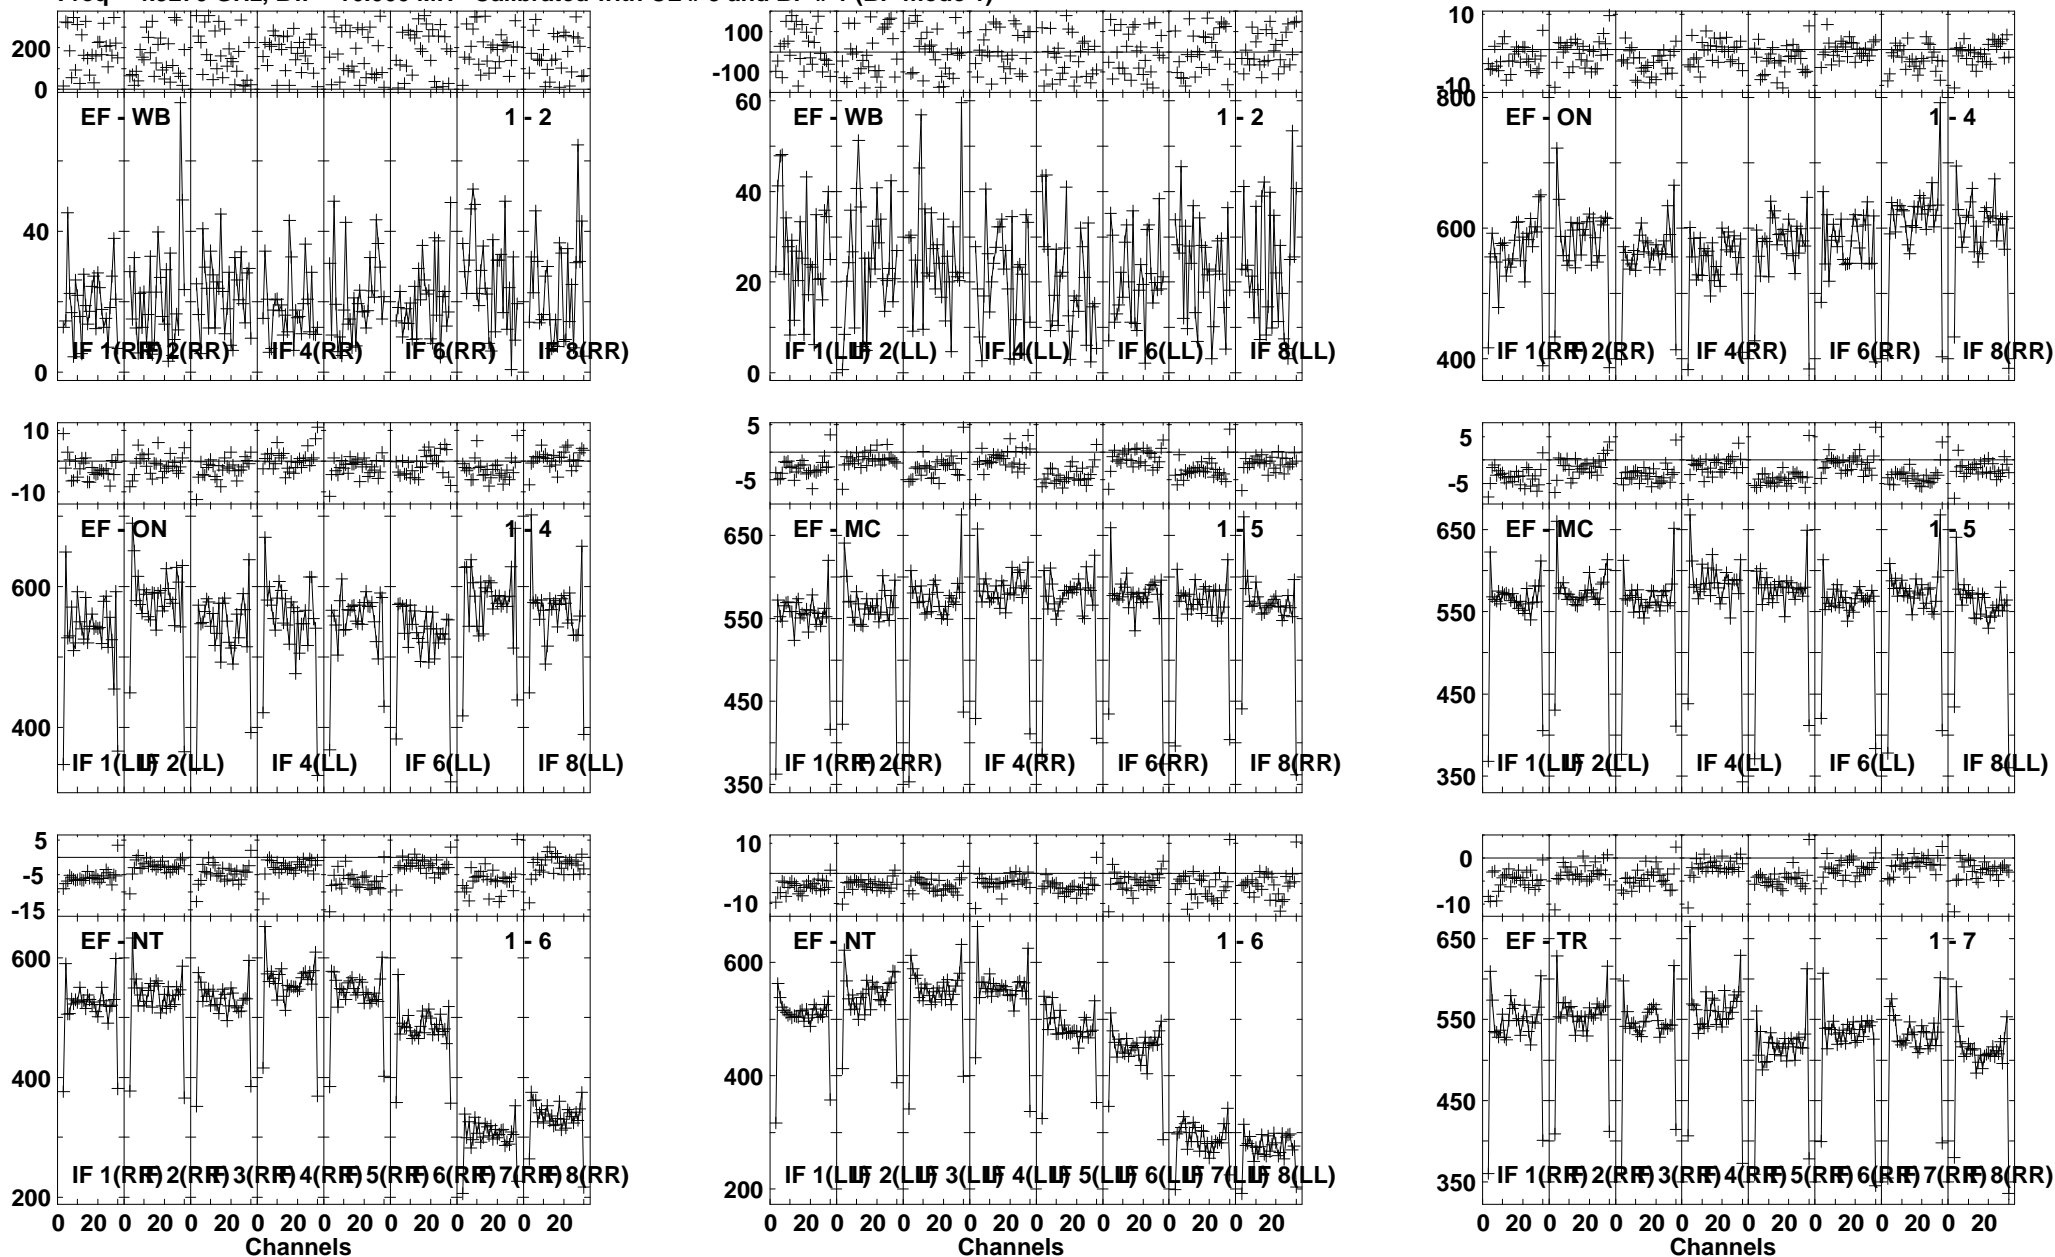 200
0
EF - WB
1 - 2
40
0
IF 1(RR)
IF 2(RR)
IF 4(RR)
IF 6(RR)
IF 8(RR)
100
-100
60
EF - WB
1 - 2
40
20
0
IF 1(LL)
IF 2(LL)
IF 4(LL)
IF 6(LL)
IF 8(LL)
10
-10
800
EF - ON
1 - 4
600
400
IF 1(RR)
IF 2(RR)
IF 4(RR)
IF 6(RR)
IF 8(RR)
10
-10
EF - ON
1 - 4
600
400
IF 1(LL)
IF 2(LL)
IF 4(LL)
IF 6(LL)
IF 8(LL)
5
-5
650
EF - MC
1 - 5
550
450
350
IF 1(RR)
IF 2(RR)
IF 4(RR)
IF 6(RR)
IF 8(RR)
5
-5
650
EF - MC
1 - 5
550
450
350
IF 1(LL)
IF 2(LL)
IF 4(LL)
IF 6(LL)
IF 8(LL)
5
-5
-15
EF - NT
1 - 6
600
400
200
IF 1(RR)
IF 2(RR)
IF 3(RR)
IF 4(RR)
IF 5(RR)
IF 6(RR)
IF 7(RR)
IF 8(RR)
0 20 0 20 0 20 0 20 0 20 0 20 0 20 0 20
Channels
10
-10
EF - NT
1 - 6
600
400
200
IF 1(LL)
IF 2(LL)
IF 3(LL)
IF 4(LL)
IF 5(LL)
IF 6(LL)
IF 7(LL)
IF 8(LL)
0 20 0 20 0 20 0 20 0 20 0 20 0 20 0 20
Channels
0
-10
650
EF - TR
1 - 7
550
450
350
IF 1(RR)
IF 2(RR)
IF 3(RR)
IF 4(RR)
IF 5(RR)
IF 6(RR)
IF 7(RR)
IF 8(RR)
0 20 0 20 0 20 0 20 0 20 0 20 0 20 0 20
Channels